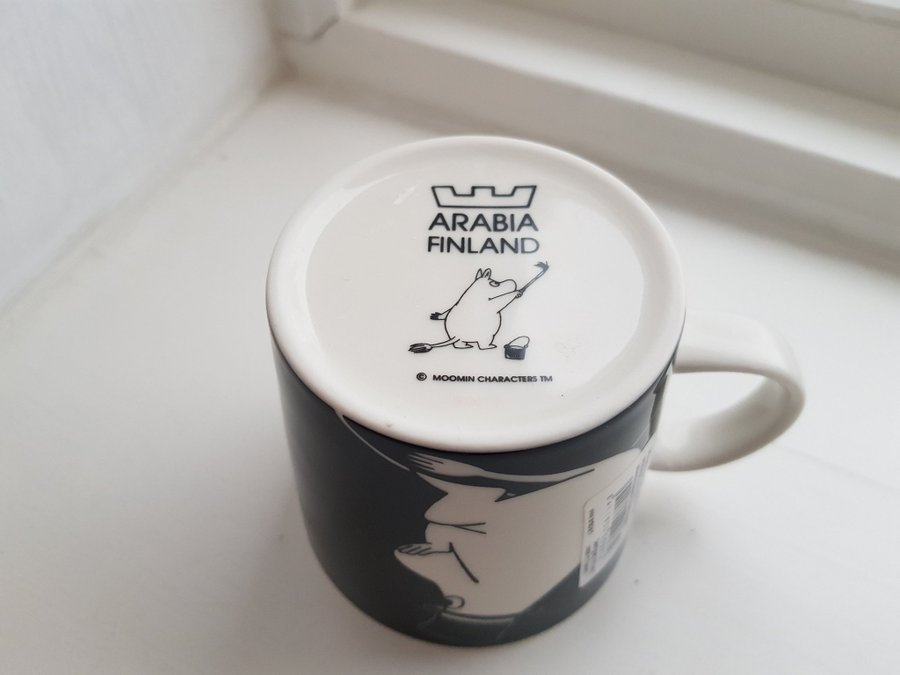 ARABIA
FINLAND
© MOOMIN CHARACTERS TM